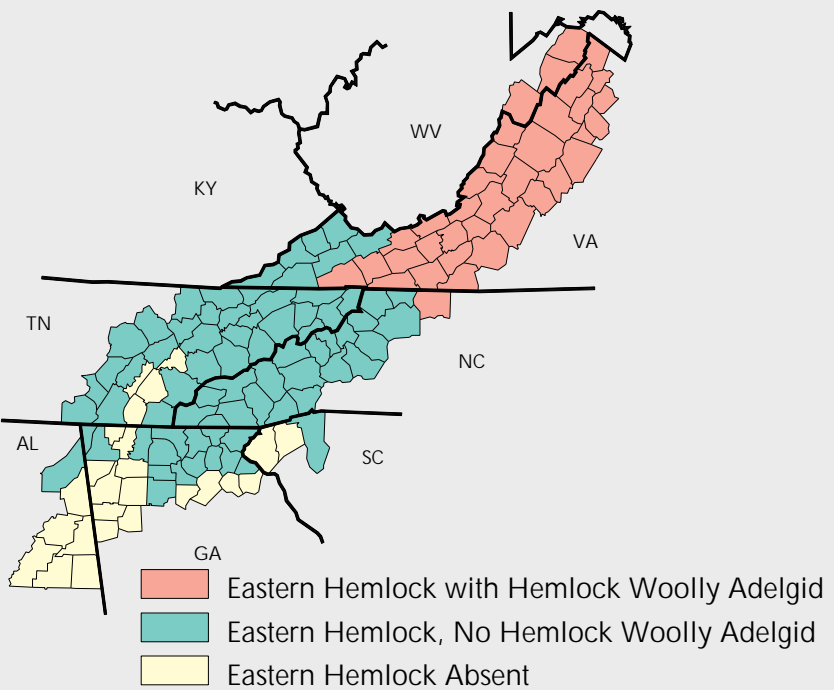 WV
KY
VA
TN
NC
AL
SC
GA
Eastern Hemlock with Hemlock Woolly Adelgid
Eastern Hemlock, No Hemlock Woolly Adelgid
Eastern Hemlock Absent